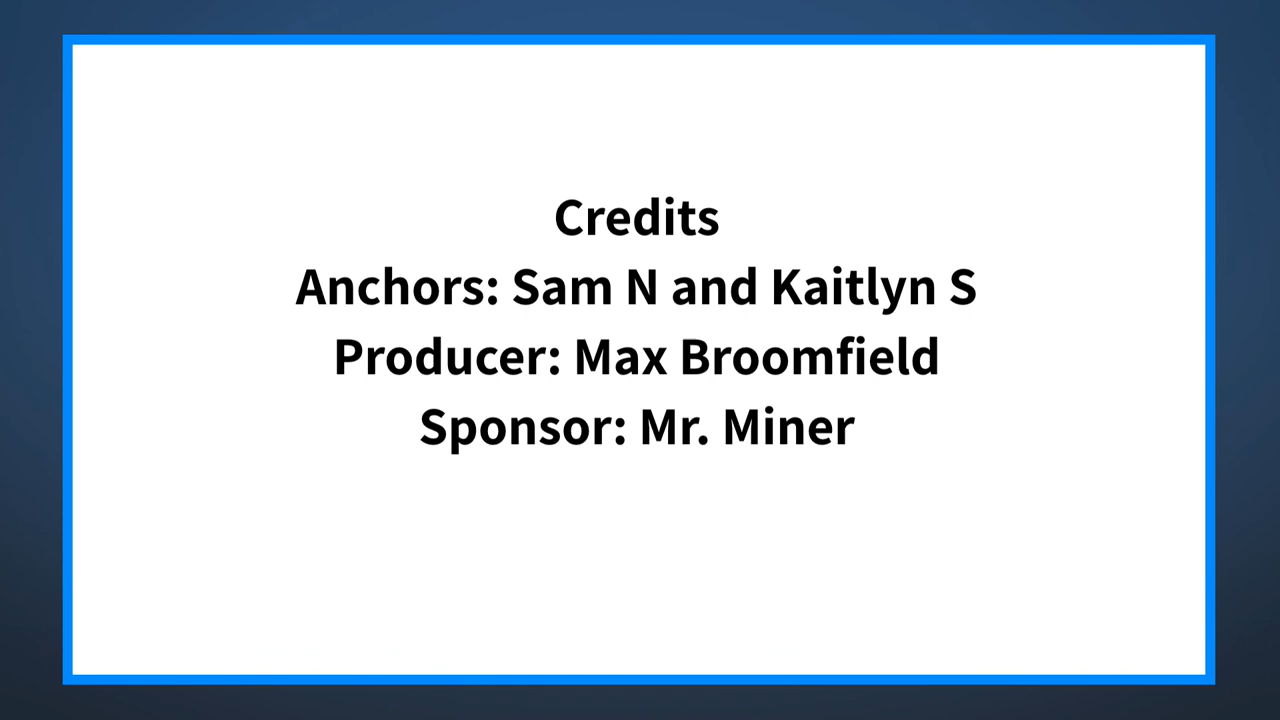 Credits
Anchors: Sam N and Kaitlyn S
Producer: Max Broomfield
Sponsor: Mr. Miner